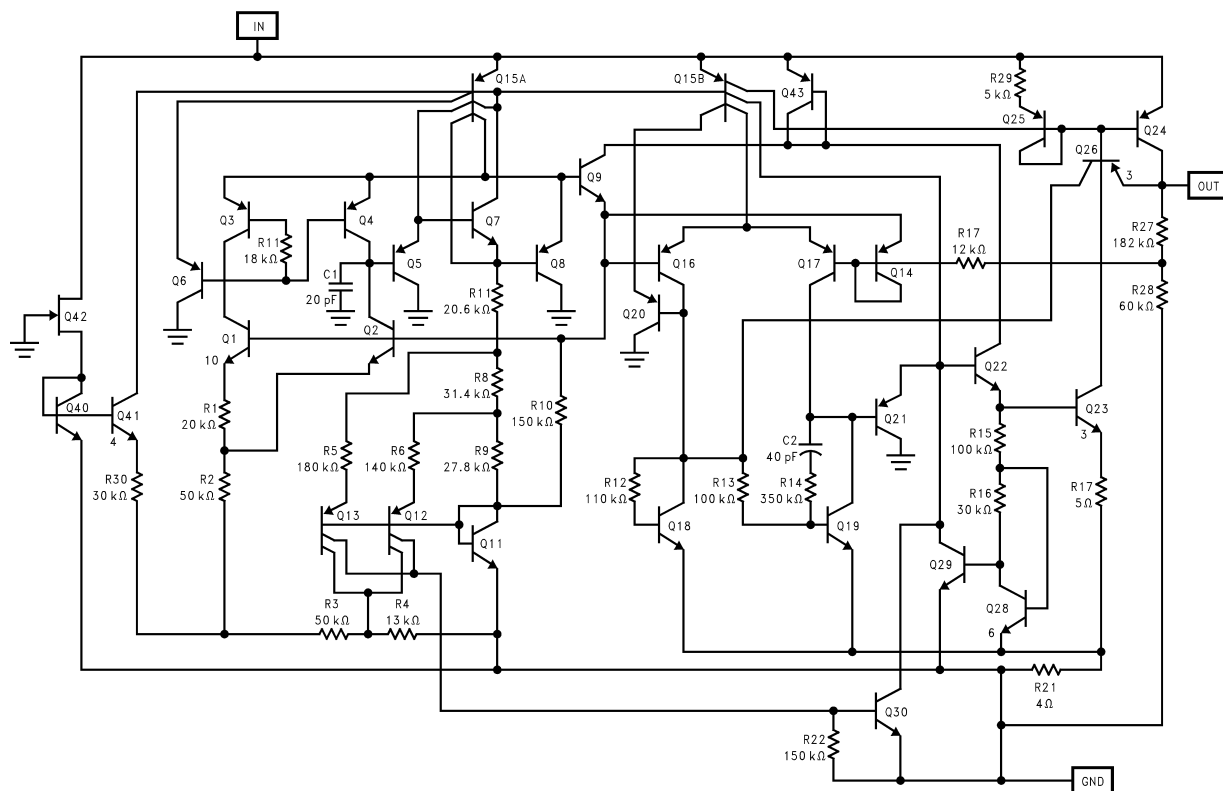 IN
Q15A
Q15B
Q43
R29
5 kΩ
Q25
Q24
Q26
3
OUT
Q3
R11
18 kΩ
Q4
Q7
Q9
R27
182 kΩ
Q6
C1
20 pF
Q5
Q8
Q16
Q17
Q14
R17
12 kΩ
R11
20.6 kΩ
R28
60 kΩ
Q42
Q1
10
Q2
Q20
R8
31.4 kΩ
R10
150 kΩ
Q22
Q40
Q41
4
R1
20 kΩ
Q21
Q23
3
R5
180 kΩ
R6
140 kΩ
R9
27.8 kΩ
C2
40 pF
R15
100 kΩ
R30
30 kΩ
R2
50 kΩ
R12
110 kΩ
R13
100 kΩ
R14
350 kΩ
R16
30 kΩ
R17
5 Ω
Q13
Q12
Q11
Q18
Q19
Q29
Q28
6
R3
50 kΩ
R4
13 kΩ
R21
4 Ω
Q30
R22
150 kΩ
GND